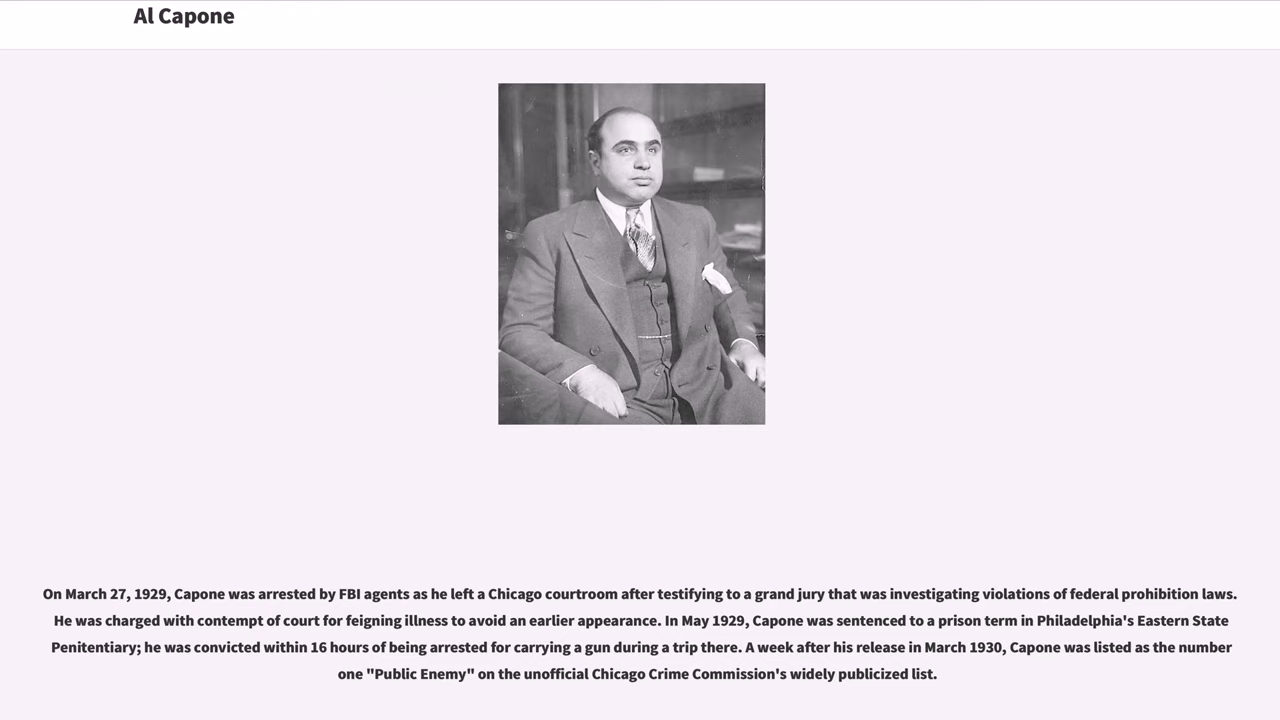 Al Capone
On March 27, 1929, Capone was arrested by FBI agents as he left a Chicago courtroom after testifying to a grand jury that was investigating violations of federal prohibition laws.
He was charged with contempt of court for feigning illness to avoid an earlier appearance. In May 1929, Capone was sentenced to a prison term in Philadelphia's Eastern State
Penitentiary; he was convicted within 16 hours of being arrested for carrying a gun during a trip there. A week after his release in March 1930, Capone was listed as the number
one "Public Enemy" on the unofficial Chicago Crime Commission's widely publicized list.